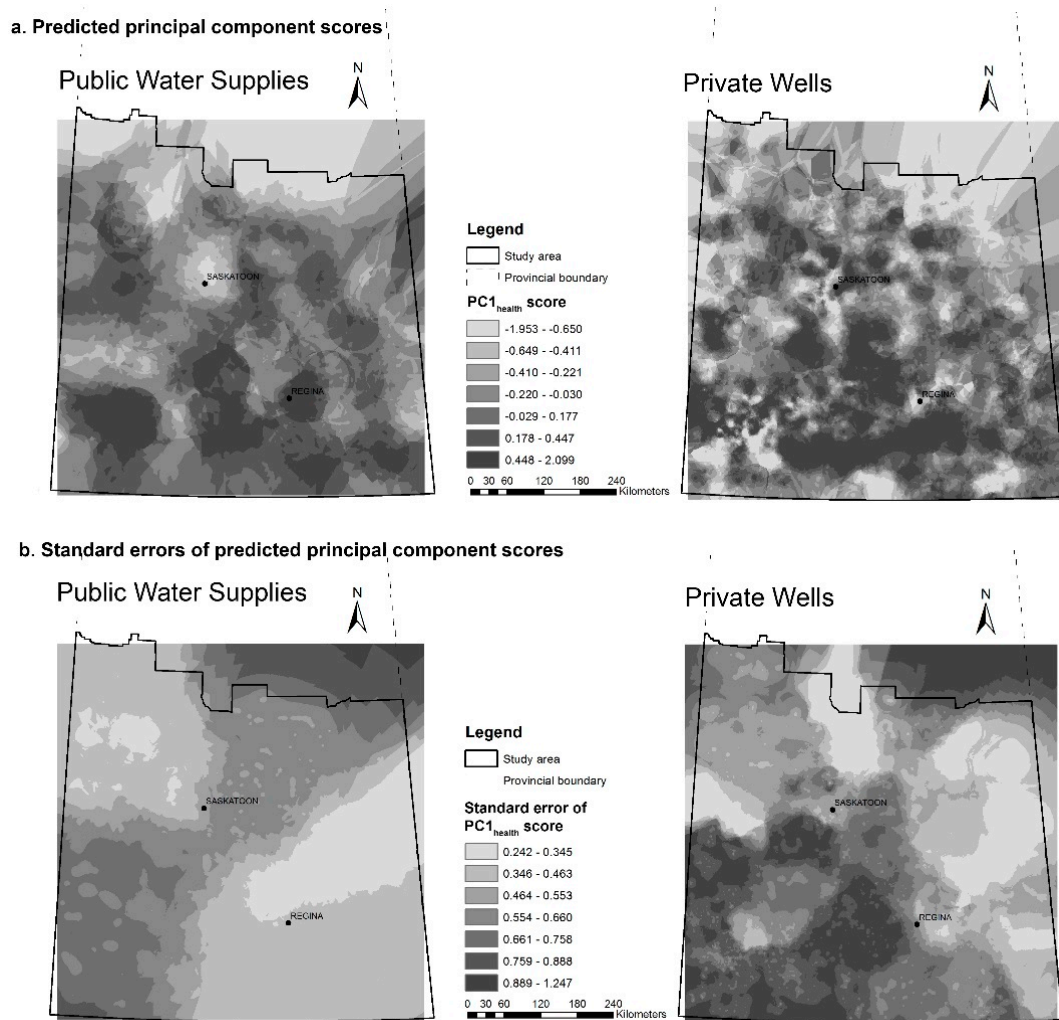 a. Predicted principal component scores
Public Water Supplies
N
Private Wells
N
SASKATOON
REGINA
Legend
Study area
Provincial boundary
PC1health score
-1.953 - -0.650
-0.649 - -0.411
-0.410 - -0.221
-0.220 - -0.030
-0.029 - 0.177
0.178 - 0.447
0.448 - 2.099
0 30 60 120 180 240
Kilometers
SASKATOON
REGINA
b. Standard errors of predicted principal component scores
Public Water Supplies
N
Private Wells
N
SASKATOON
REGINA
Legend
Study area
Provincial boundary
Standard error of
PC1health score
0.242 - 0.345
0.346 - 0.463
0.464 - 0.553
0.554 - 0.660
0.661 - 0.758
0.759 - 0.888
0.889 - 1.247
0 30 60 120 180 240
Kilometers
SASKATOON
REGINA